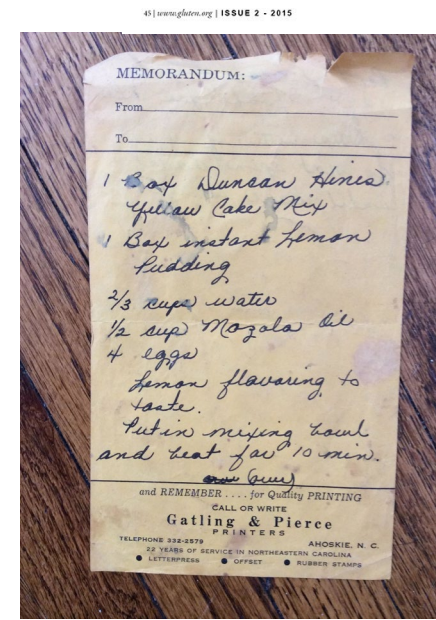 45 | www.gluten.org | ISSUE 2 - 2015
MEMORANDUM:
From
To
1 Box Duncan Hines
Yellow Cake Mix
1 Box instant Lemon
Pudding
2/3 cups water
1/2 cup Mazola Oil
4 eggs
Lemon flavoring to
taste.
Put in mixing bowl
and beat for 10 min.
(over)
and REMEMBER .... for Quality PRINTING
CALL OR WRITE
Gatling & Pierce
PRINTERS
TELEPHONE 332-2579 AHOSKIE, N. C.
22 YEARS OF SERVICE IN NORTHEASTERN CAROLINA
● LETTERPRESS ● OFFSET ● RUBBER STAMPS